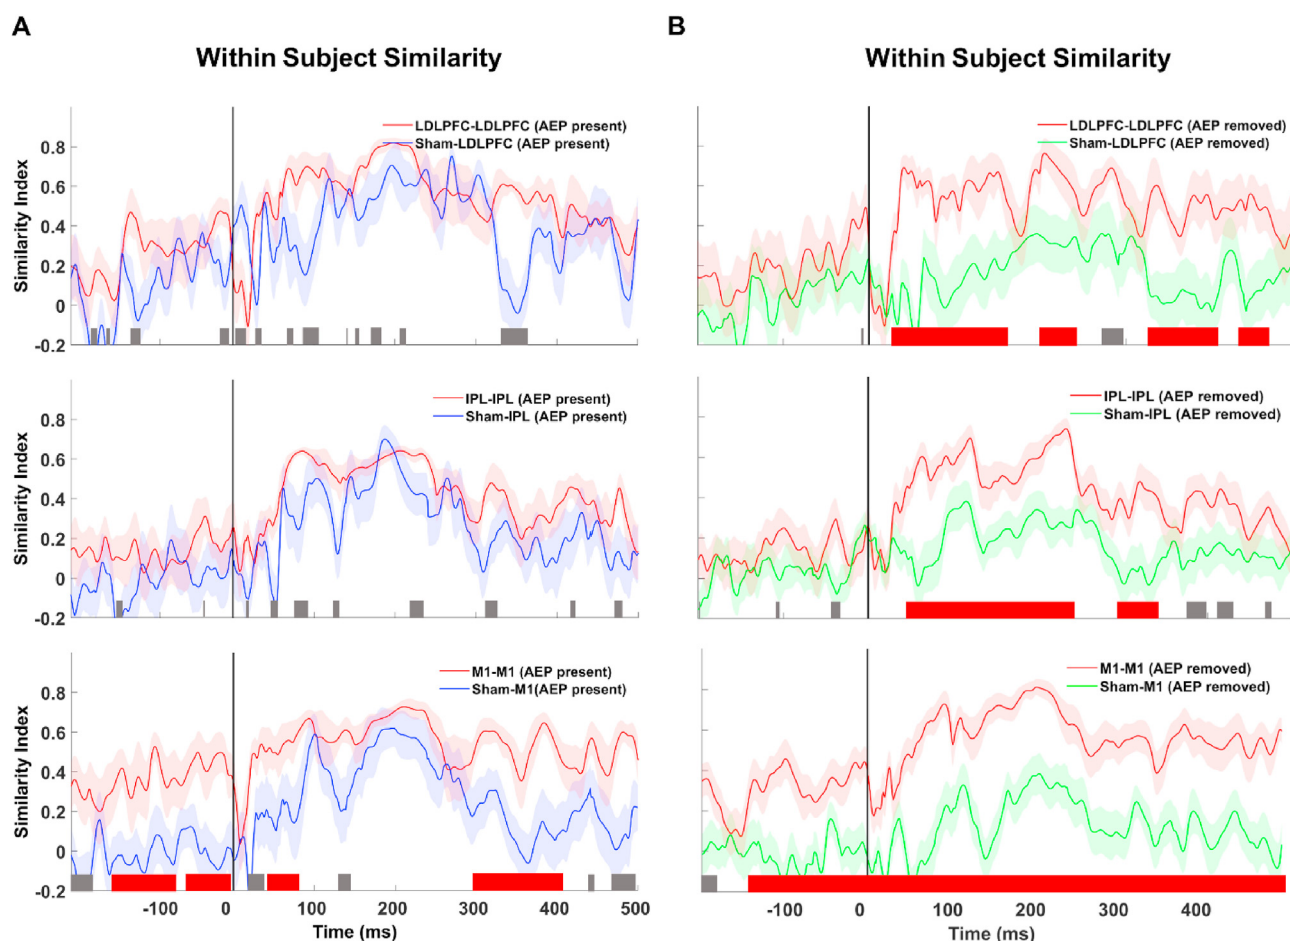 A
B
Within Subject Similarity
Within Subject Similarity
LDLPFC-LDLPFC (AEP present)
Sham-LDLPFC (AEP present)
0.8
0.6
0.4
0.2
0
-0.2
Similarity Index
LDLPFC-LDLPFC (AEP removed)
Sham-LDLPFC (AEP removed)
IPL-IPL (AEP present)
Sham-IPL (AEP present)
0.8
0.6
0.4
0.2
0
-0.2
Similarity Index
IPL-IPL (AEP removed)
Sham-IPL (AEP removed)
M1-M1 (AEP present)
Sham-M1(AEP present)
0.8
0.6
0.4
0.2
0
-0.2
Similarity Index
-100 0 100 200 300 400 500
Time (ms)
M1-M1 (AEP removed)
Sham-M1 (AEP removed)
-100 0 100 200 300 400
Time (ms)